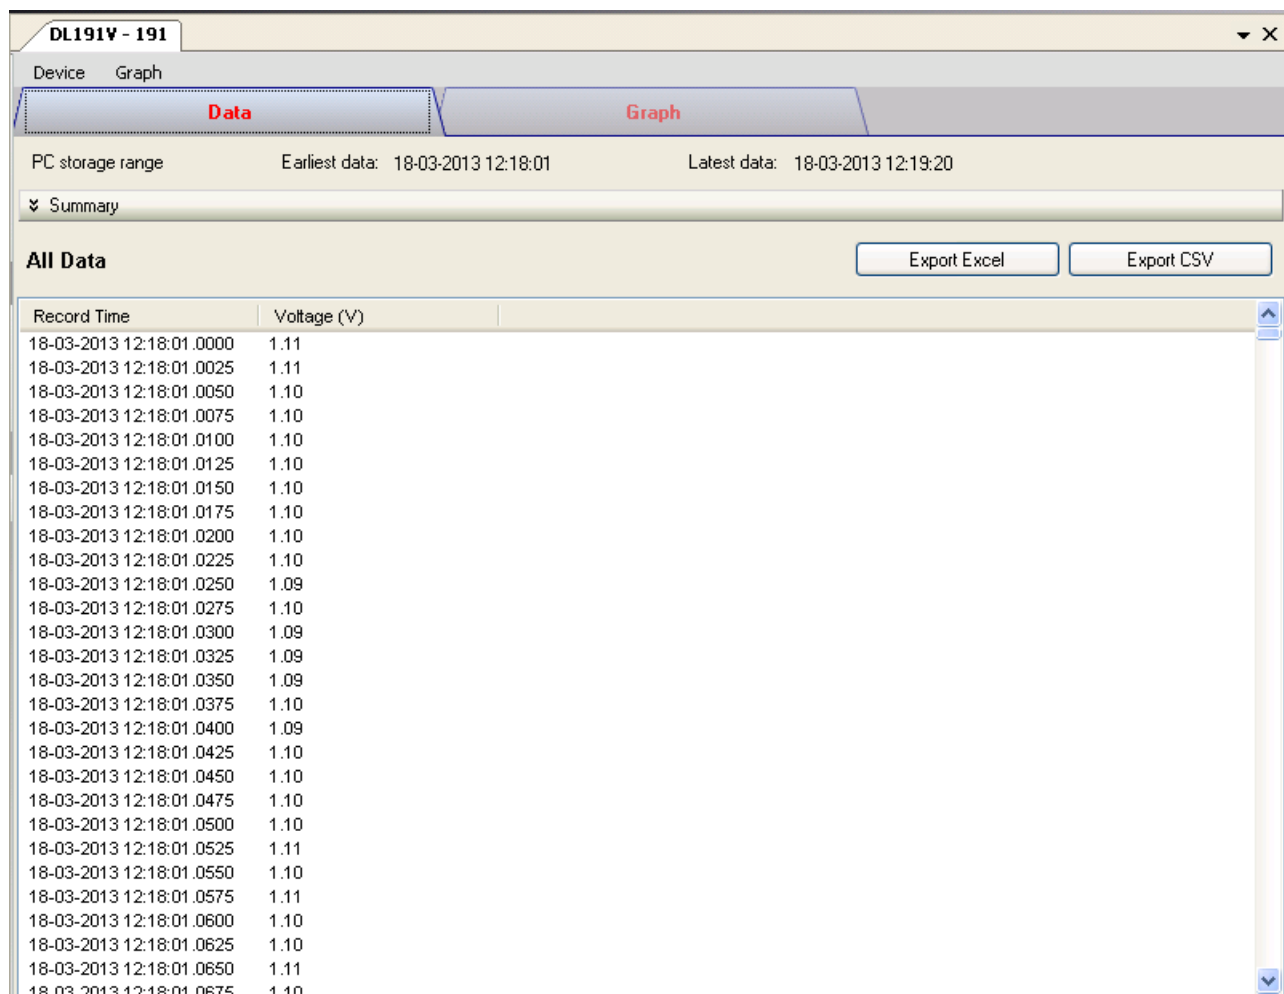 DL191V - 191
Device Graph
Data Graph
PC storage range Earliest data: 18-03-2013 12:18:01 Latest data: 18-03-2013 12:19:20
Summary
All Data Export Excel Export CSV
Record Time Voltage (V)
18-03-2013 12:18:01.0000 1.11
18-03-2013 12:18:01.0025 1.11
18-03-2013 12:18:01.0050 1.10
18-03-2013 12:18:01.0075 1.10
18-03-2013 12:18:01.0100 1.10
18-03-2013 12:18:01.0125 1.10
18-03-2013 12:18:01.0150 1.10
18-03-2013 12:18:01.0175 1.10
18-03-2013 12:18:01.0200 1.10
18-03-2013 12:18:01.0225 1.10
18-03-2013 12:18:01.0250 1.09
18-03-2013 12:18:01.0275 1.10
18-03-2013 12:18:01.0300 1.09
18-03-2013 12:18:01.0325 1.09
18-03-2013 12:18:01.0350 1.09
18-03-2013 12:18:01.0375 1.10
18-03-2013 12:18:01.0400 1.09
18-03-2013 12:18:01.0425 1.10
18-03-2013 12:18:01.0450 1.10
18-03-2013 12:18:01.0475 1.10
18-03-2013 12:18:01.0500 1.10
18-03-2013 12:18:01.0525 1.11
18-03-2013 12:18:01.0550 1.10
18-03-2013 12:18:01.0575 1.11
18-03-2013 12:18:01.0600 1.10
18-03-2013 12:18:01.0625 1.10
18-03-2013 12:18:01.0650 1.11
18-03-2013 12:18:01.0675 1.10